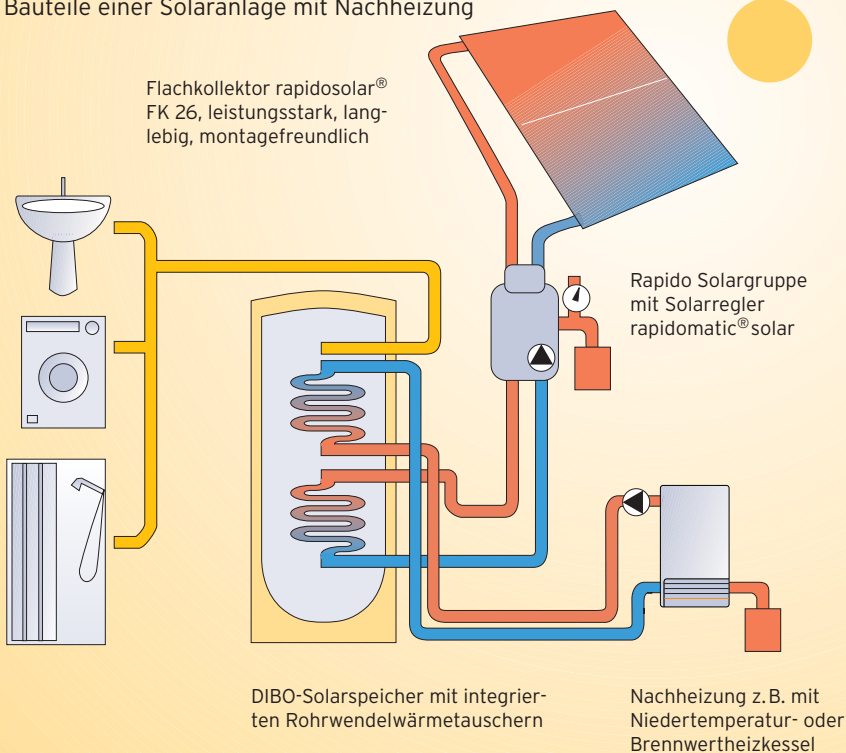 Bauteile einer Solaranlage mit Nachheizung
Flachkollektor rapidosolar®
FK 26, leistungsstark, lang-
lebig, montagefreundlich
Rapido Solargruppe
mit Solarregler
rapidomatic® solar
DIBO-Solarspeicher mit integrier-
ten Rohrwendelwärmetauschern
Nachheizung z.B. mit
Niedertemperatur- oder
Brennwertheizkessel